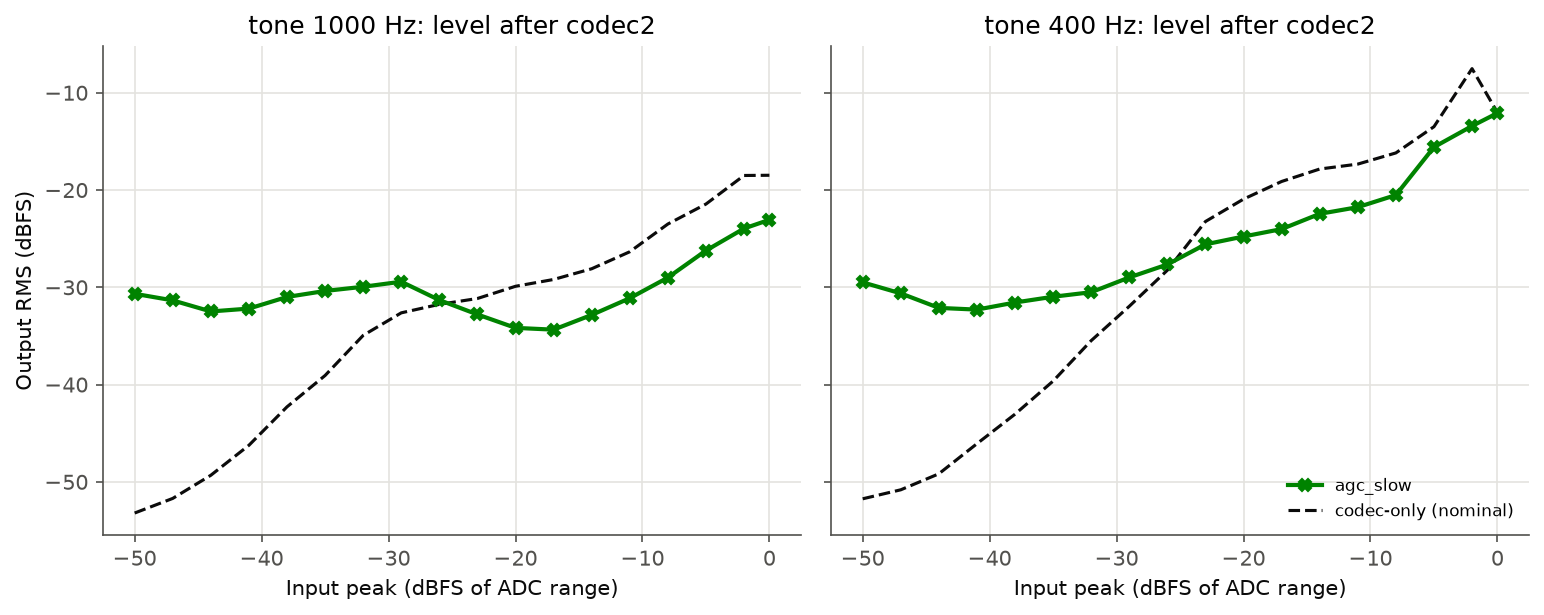 tone 1000 Hz: level after codec2
tone 400 Hz: level after codec2
Output RMS (dBFS)
−10
−20
−30
−40
−50
−50 −40 −30 −20 −10 0
−50 −40 −30 −20 −10 0
agc_slow
codec-only (nominal)
Input peak (dBFS of ADC range)
Input peak (dBFS of ADC range)